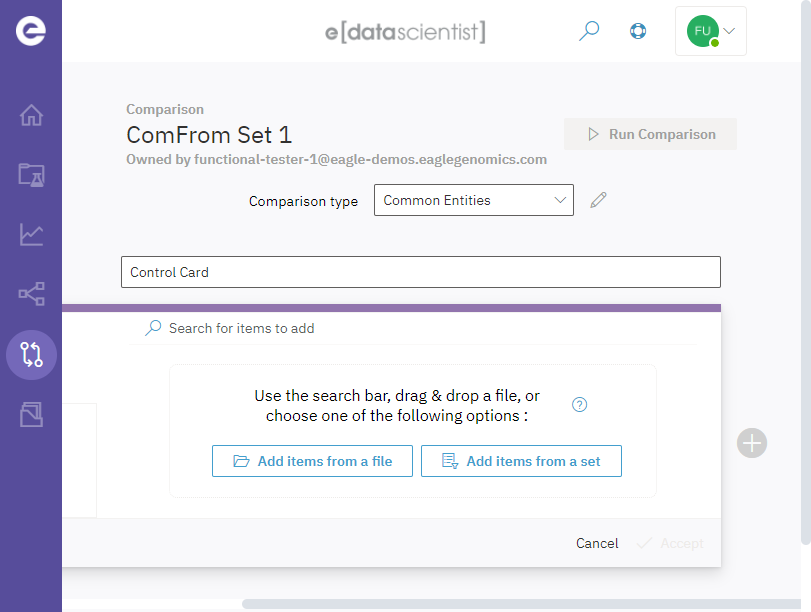 e[datascientist]
FU
Comparison
ComFrom Set 1
Owned by functional-tester-1@eagle-demos.eaglegenomics.com
Run Comparison
Comparison type
Common Entities
Control Card
Search for items to add
Use the search bar, drag & drop a file, or
choose one of the following options :
?
Add items from a file
Add items from a set
Cancel
Accept